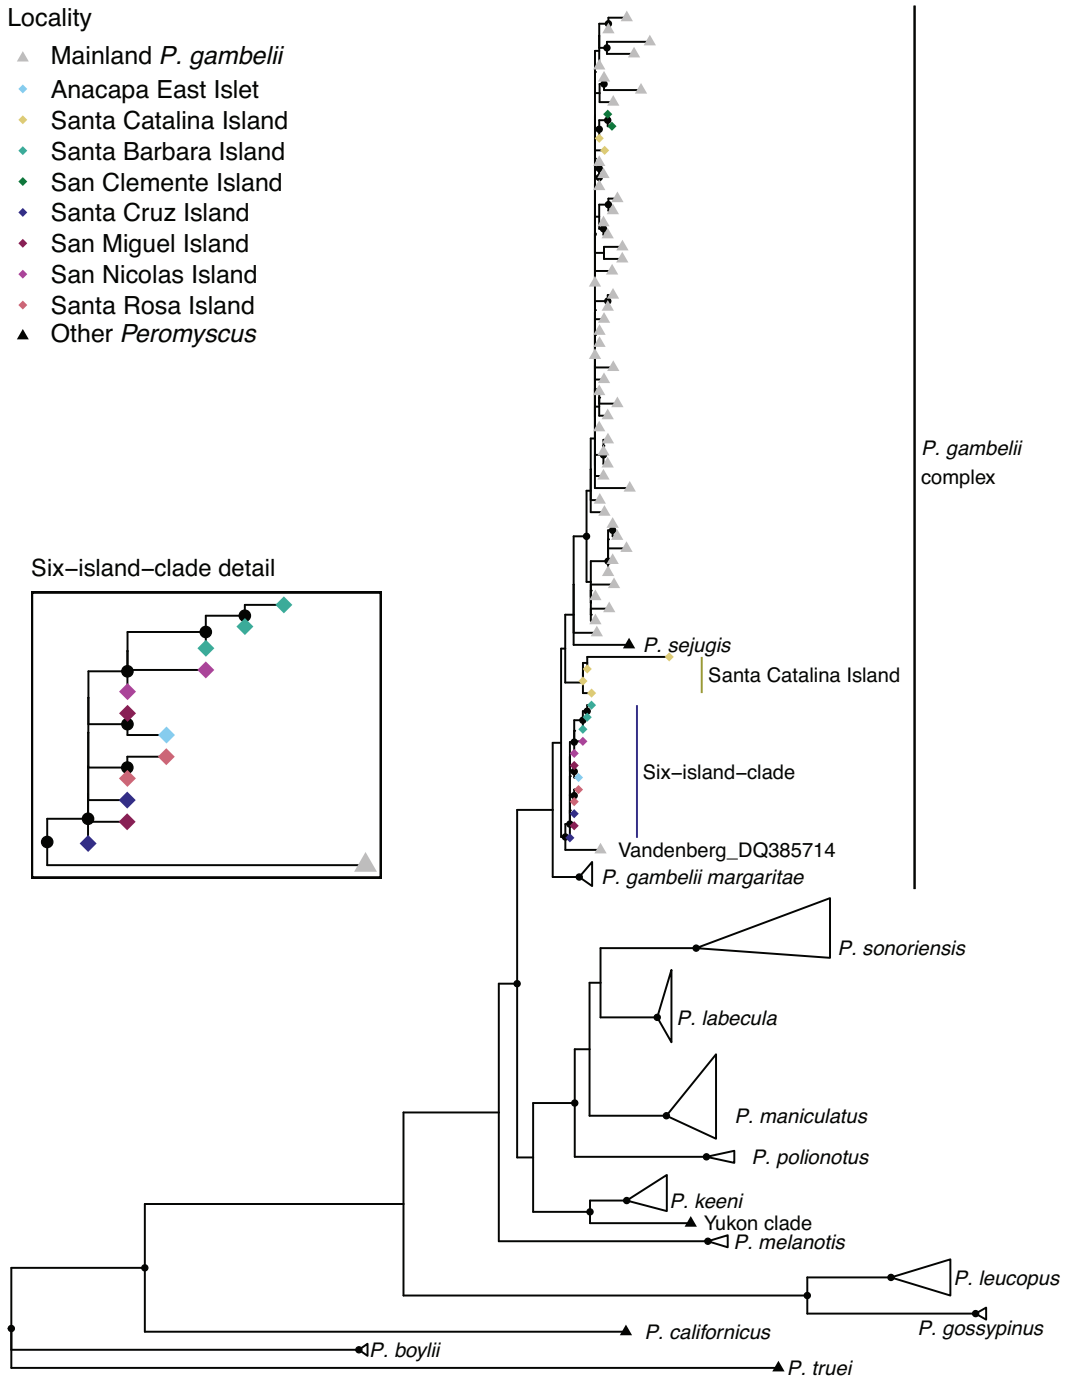 Locality
Mainland P. gambelii
Anacapa East Islet
Santa Catalina Island
Santa Barbara Island
San Clemente Island
Santa Cruz Island
San Miguel Island
San Nicolas Island
Santa Rosa Island
Other Peromyscus
P. gambelii
complex
Six−island−clade detail
P. sejugis
Santa Catalina Island
Six−island−clade
Vandenberg_DQ385714
P. gambelii margaritae
P. sonoriensis
P. labecula
P. maniculatus
P. polionotus
P. keeni
Yukon clade
P. melanotis
P. leucopus
P. gossypinus
P. californicus
P. boylii
P. truei